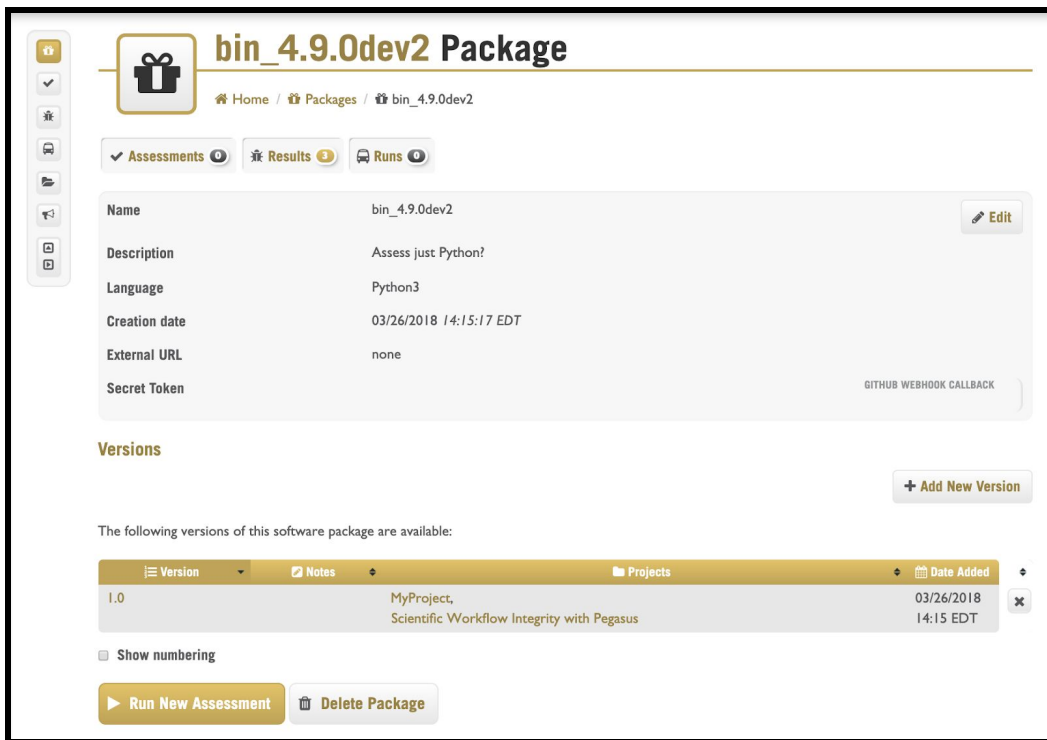 bin_4.9.0dev2 Package
Home / Packages / bin_4.9.0dev2
Assessments 0 Results 3 Runs 0
Name bin_4.9.0dev2 Edit
Description Assess just Python?
Language Python3
Creation date 03/26/2018 14:15:17 EDT
External URL none
Secret Token GITHUB WEBHOOK CALLBACK
Versions
+ Add New Version
The following versions of this software package are available:
Version Notes Projects Date Added
1.0 MyProject, 03/26/2018
Scientific Workflow Integrity with Pegasus 14:15 EDT
Show numbering
Run New Assessment Delete Package